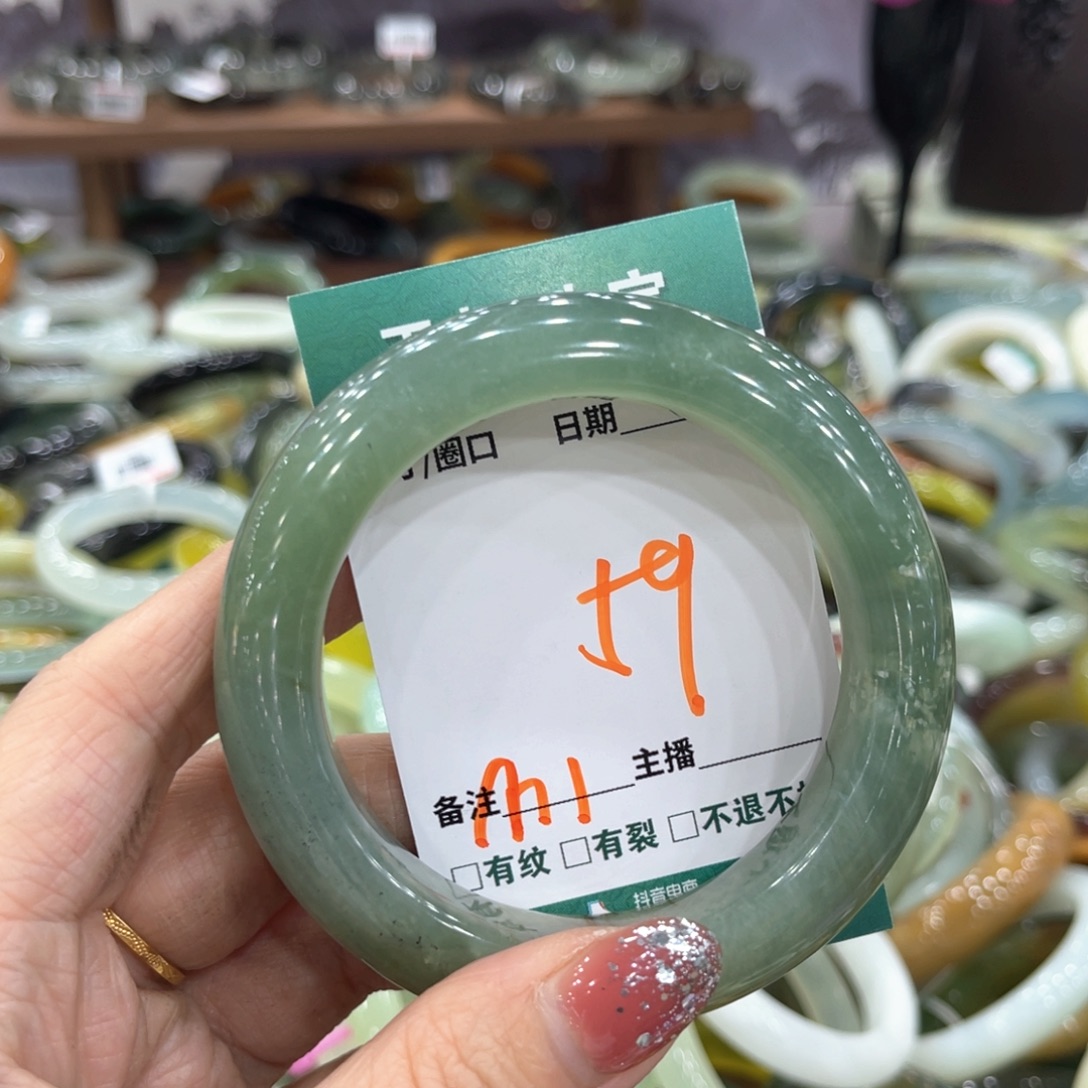 /圈口 日期
59
备注 m1 主播
□有纹 □有裂 □不退不
抖音电商